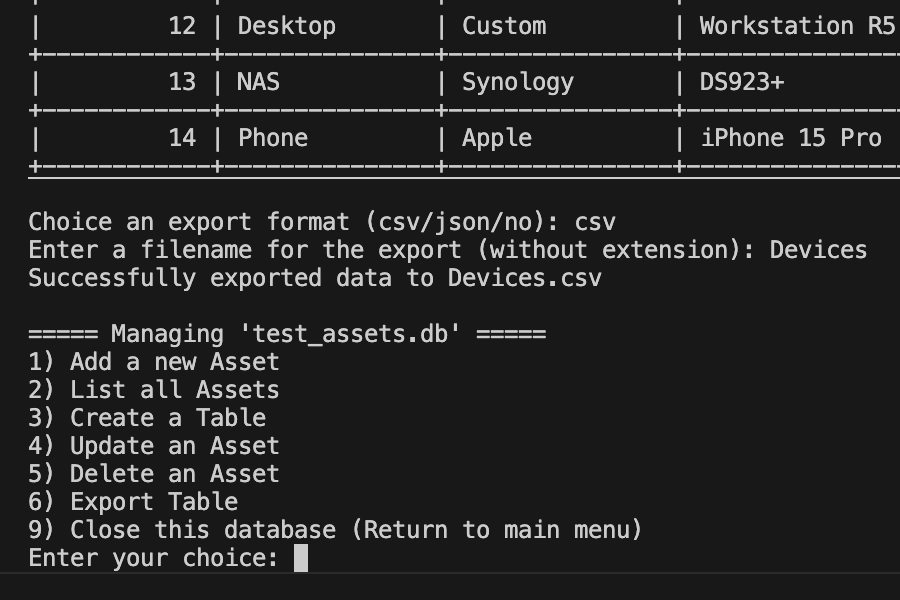 |         12 | Desktop       | Custom         | Workstation R5
+------------+---------------+----------------+---------------
|         13 | NAS           | Synology       | DS923+
+------------+---------------+----------------+---------------
|         14 | Phone         | Apple          | iPhone 15 Pro
+------------+---------------+----------------+---------------
Choice an export format (csv/json/no): csv
Enter a filename for the export (without extension): Devices
Successfully exported data to Devices.csv
===== Managing 'test_assets.db' =====
1) Add a new Asset
2) List all Assets
3) Create a Table
4) Update an Asset
5) Delete an Asset
6) Export Table
9) Close this database (Return to main menu)
Enter your choice: